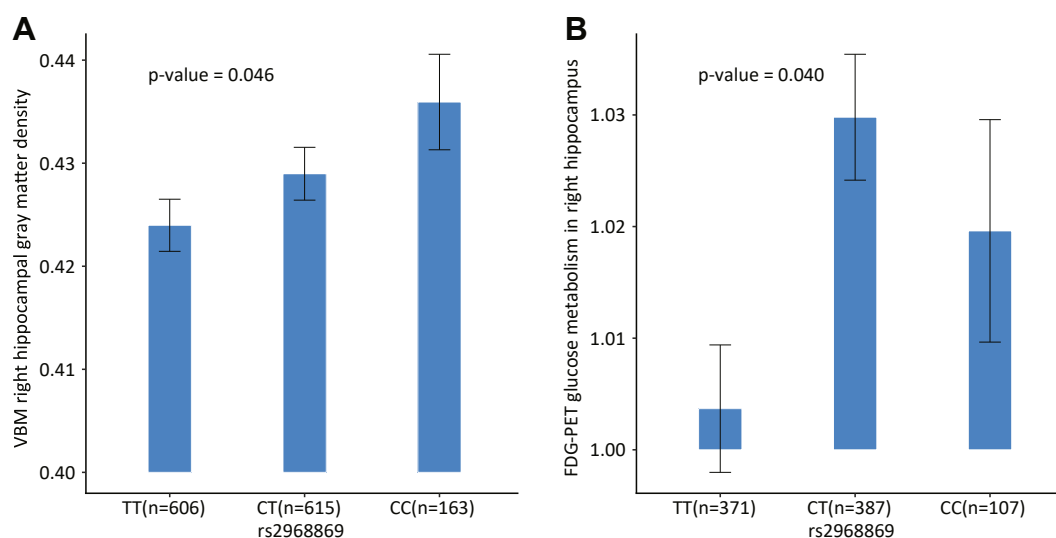 A
VBM right hippocampal gray matter density
p-value = 0.046
0.44
0.43
0.42
0.41
0.40
TT(n=606) CT(n=615) CC(n=163)
rs2968869
B
FDG-PET glucose metabolism in right hippocampus
p-value = 0.040
1.03
1.02
1.01
1.00
TT(n=371) CT(n=387) CC(n=107)
rs2968869